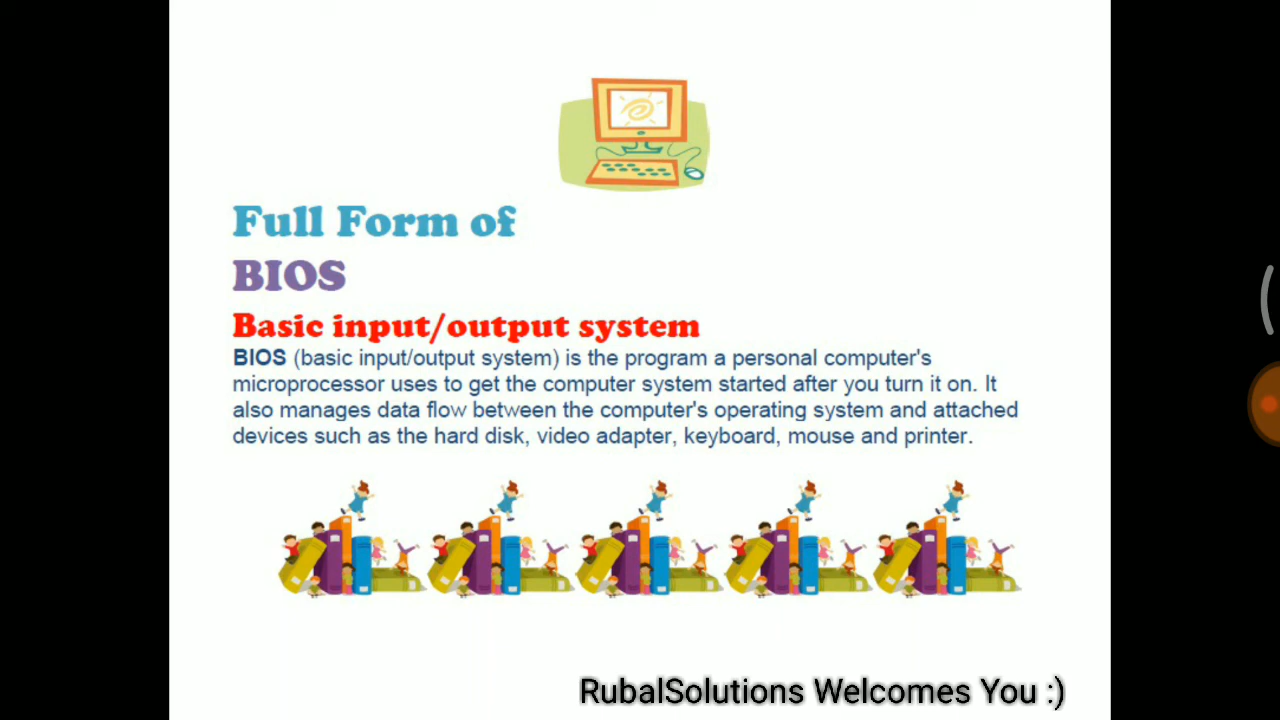 Full Form of
BIOS
Basic input/output system
BIOS (basic input/output system) is the program a personal computer's
microprocessor uses to get the computer system started after you turn it on. It
also manages data flow between the computer's operating system and attached
devices such as the hard disk, video adapter, keyboard, mouse and printer.
RubalSolutions Welcomes You :)